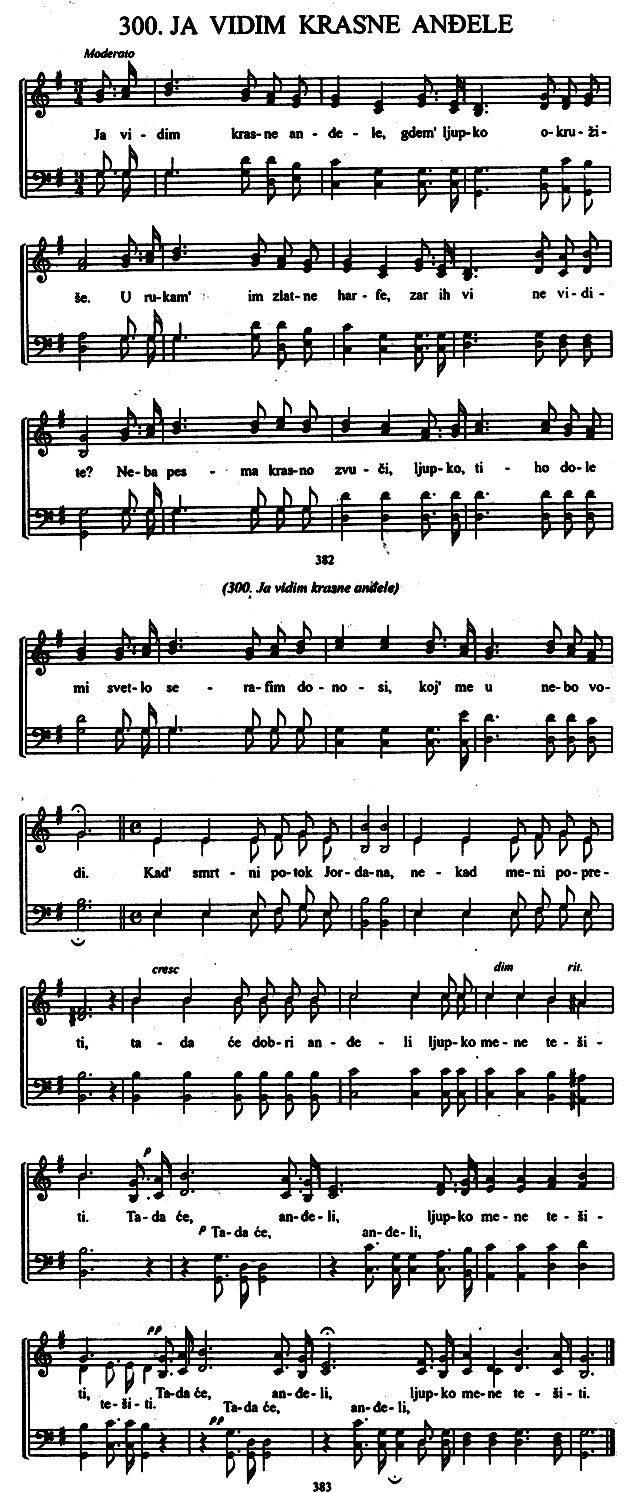 300. JA VIDIM KRASNE ANĐELE
Moderato
Ja vi - dim kras-ne an - đe - le, gdem' ljup-ko o-kru-ži-
še. U ru-kam' im zlat-ne har-fe, zar ih vi ne vi-di-
te? Ne-ba pes - ma kras-no zvu-či, ljup-ko, ti - ho do-le
382
(300. Ja vidim krasne anđele)
mi svet-lo se - ra-fim do-no-si, koj' me u ne-bo vo-
di. Kad' smrt-ni po-tok Jor-da-na, ne-kad me-ni po-pre-
cresc dim rit.
ti, ta-da će dob-ri an-đe-li ljup-ko me-ne te-ši-
p
ti. Ta-da će, an-đe-li, ljup-ko me-ne te-ši-
p Ta-da će, an-đe-li,
pp
ti, Ta-da će, an-đe-li, ljup-ko me-ne te-ši-ti.
te-ši-ti. Ta-da će, an-đe-li,
pp
383